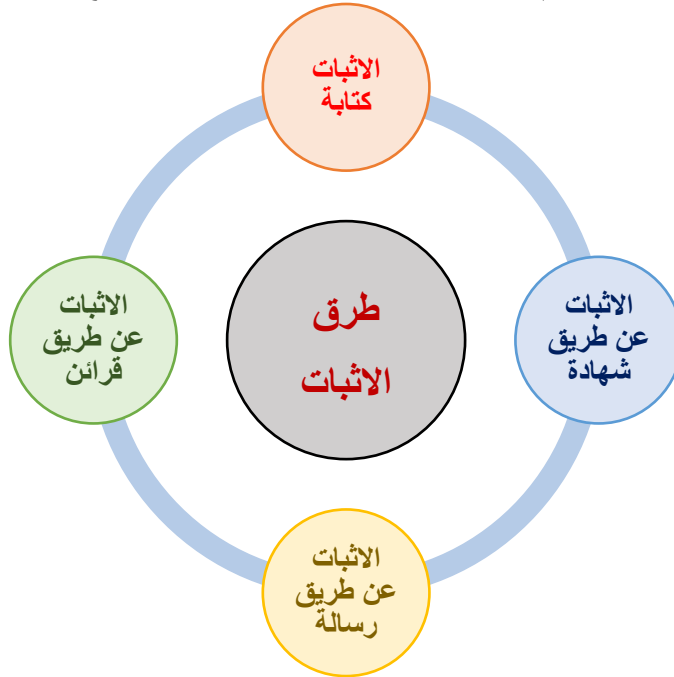 الاثبات
كتابة
الاثبات
عن طريق
شهادة
طرق
الاثبات
الاثبات
عن طريق
قرائن
الاثبات
عن طريق
رسالة